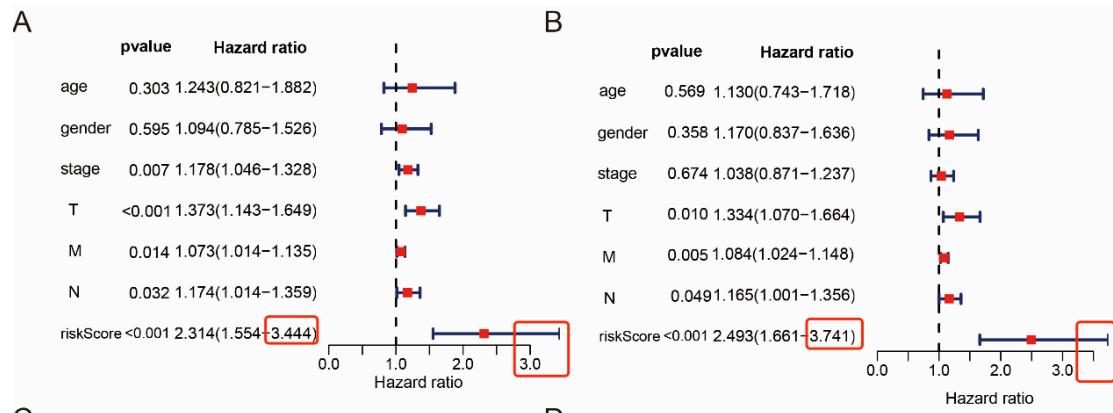 A
pvalue Hazard ratio
age 0.303 1.243(0.821−1.882)
gender 0.595 1.094(0.785−1.526)
stage 0.007 1.178(1.046−1.328)
T <0.001 1.373(1.143−1.649)
M 0.014 1.073(1.014−1.135)
N 0.032 1.174(1.014−1.359)
riskScore <0.001 2.314(1.554−3.444)
0.0 1.0 2.0 3.0
Hazard ratio
B
pvalue Hazard ratio
age 0.569 1.130(0.743−1.718)
gender 0.358 1.170(0.837−1.636)
stage 0.674 1.038(0.871−1.237)
T 0.010 1.334(1.070−1.664)
M 0.005 1.084(1.024−1.148)
N 0.049 1.165(1.001−1.356)
riskScore <0.001 2.493(1.661−3.741)
0.0 1.0 2.0 3.0
Hazard ratio